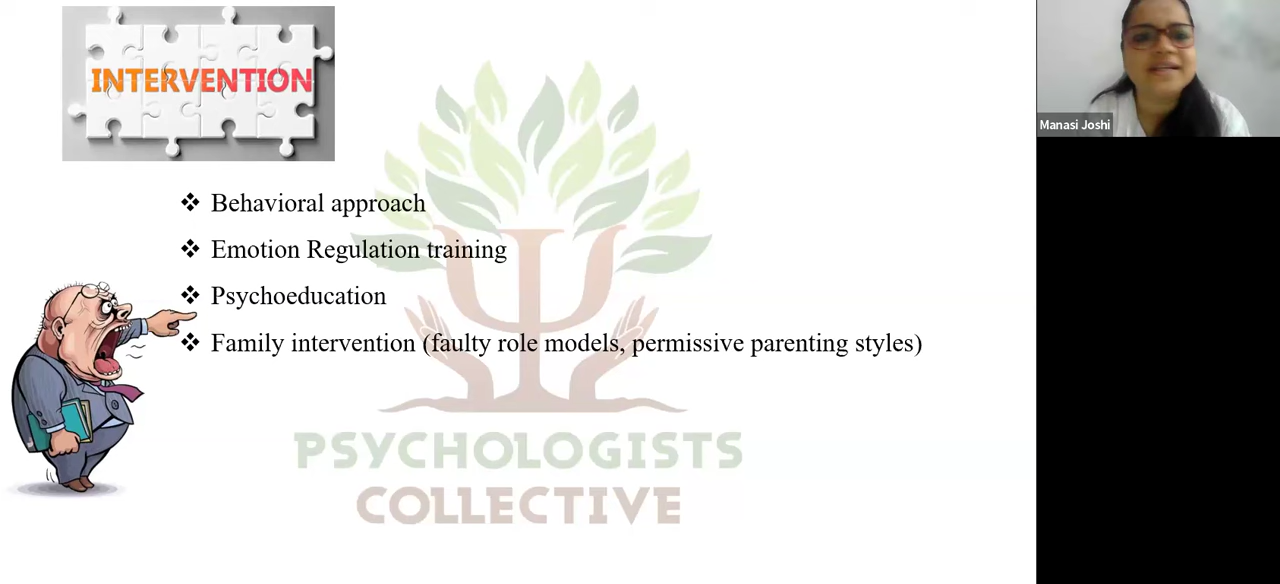 INTERVENTION
Manasi Joshi
❖ Behavioral approach
❖ Emotion Regulation training
❖ Psychoeducation
❖ Family intervention (faulty role models, permissive parenting styles)
PSYCHOLOGISTS
COLLECTIVE